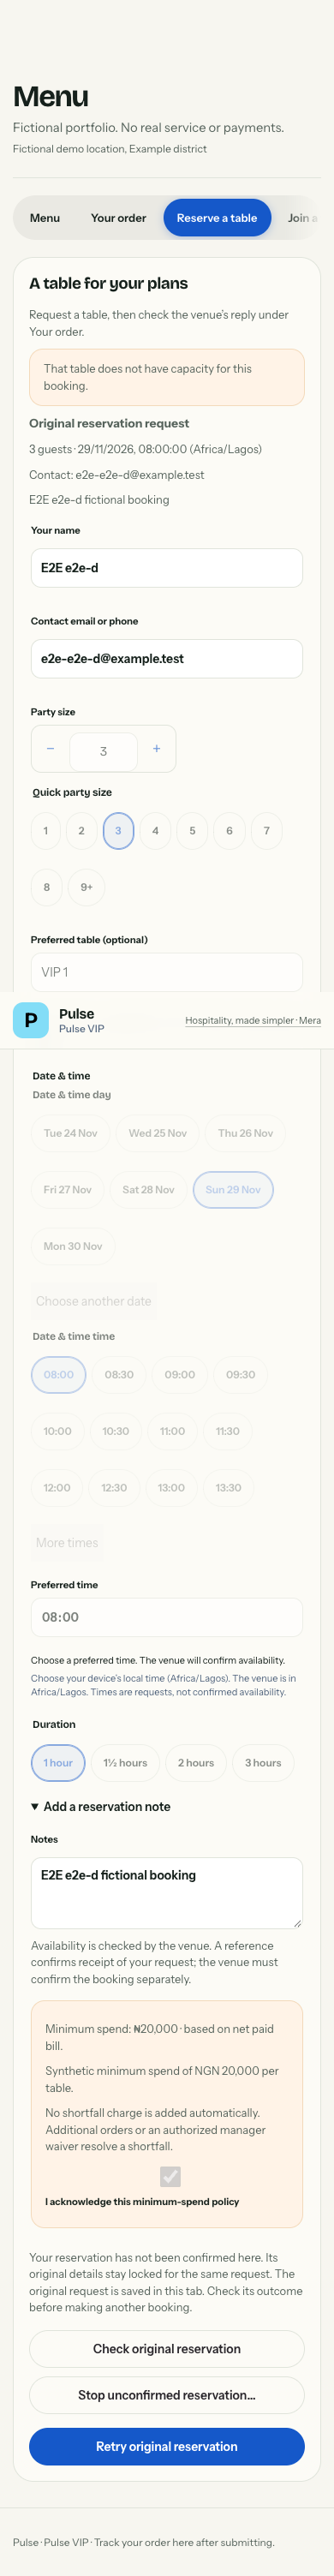 Menu
Fictional portfolio. No real service or payments.
Fictional demo location, Example district
Menu
Your order
Reserve a table
Join a
A table for your plans
Request a table, then check the venue's reply under
Your order.
That table does not have capacity for this
booking.
Original reservation request
3 guests · 29/11/2026, 08:00:00 (Africa/Lagos)
Contact: e2e-e2e-d@example.test
E2E e2e-d fictional booking
Your name
E2E e2e-d
Contact email or phone
e2e-e2e-d@example.test
Party size
− 3 +
Quick party size
1 2 3 4 5 6 7
8 9+
Preferred table (optional)
VIP 1
P
Pulse
Pulse VIP
Hospitality, made simpler · Mera
Date & time
Date & time day
Tue 24 Nov Wed 25 Nov Thu 26 Nov
Fri 27 Nov Sat 28 Nov Sun 29 Nov
Mon 30 Nov
Choose another date
Date & time time
08:00 08:30 09:00 09:30
10:00 10:30 11:00 11:30
12:00 12:30 13:00 13:30
More times
Preferred time
08:00
Choose a preferred time. The venue will confirm availability.
Choose your device's local time (Africa/Lagos). The venue is in
Africa/Lagos. Times are requests, not confirmed availability.
Duration
1 hour 1½ hours 2 hours 3 hours
▼ Add a reservation note
Notes
E2E e2e-d fictional booking
Availability is checked by the venue. A reference
confirms receipt of your request; the venue must
confirm the booking separately.
Minimum spend: ₦20,000 · based on net paid
bill.
Synthetic minimum spend of NGN 20,000 per
table.
No shortfall charge is added automatically.
Additional orders or an authorized manager
waiver resolve a shortfall.
I acknowledge this minimum-spend policy
Your reservation has not been confirmed here. Its
original details stay locked for the same request. The
original request is saved in this tab. Check its outcome
before making another booking.
Check original reservation
Stop unconfirmed reservation...
Retry original reservation
Pulse · Pulse VIP · Track your order here after submitting.